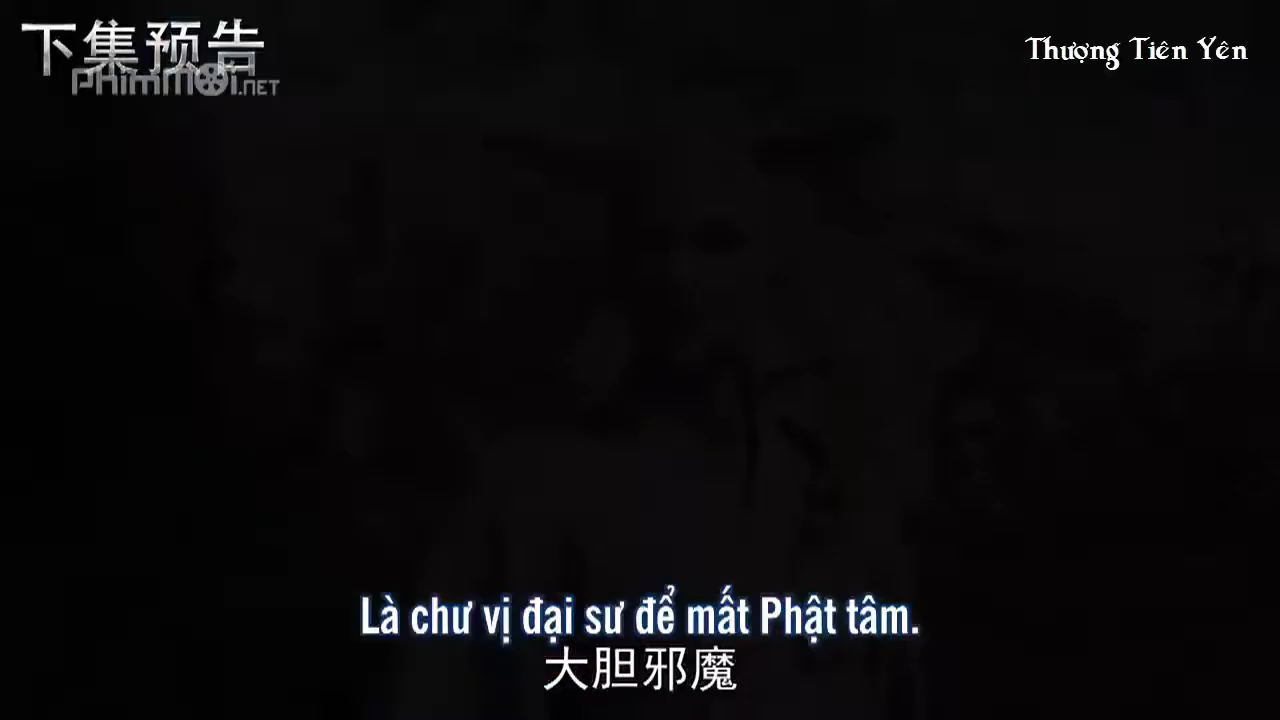 下集预告
PhimMới.NET
Thượng Tiên Yên
Là chư vị đại sư để mất Phật tâm.
大胆邪魔